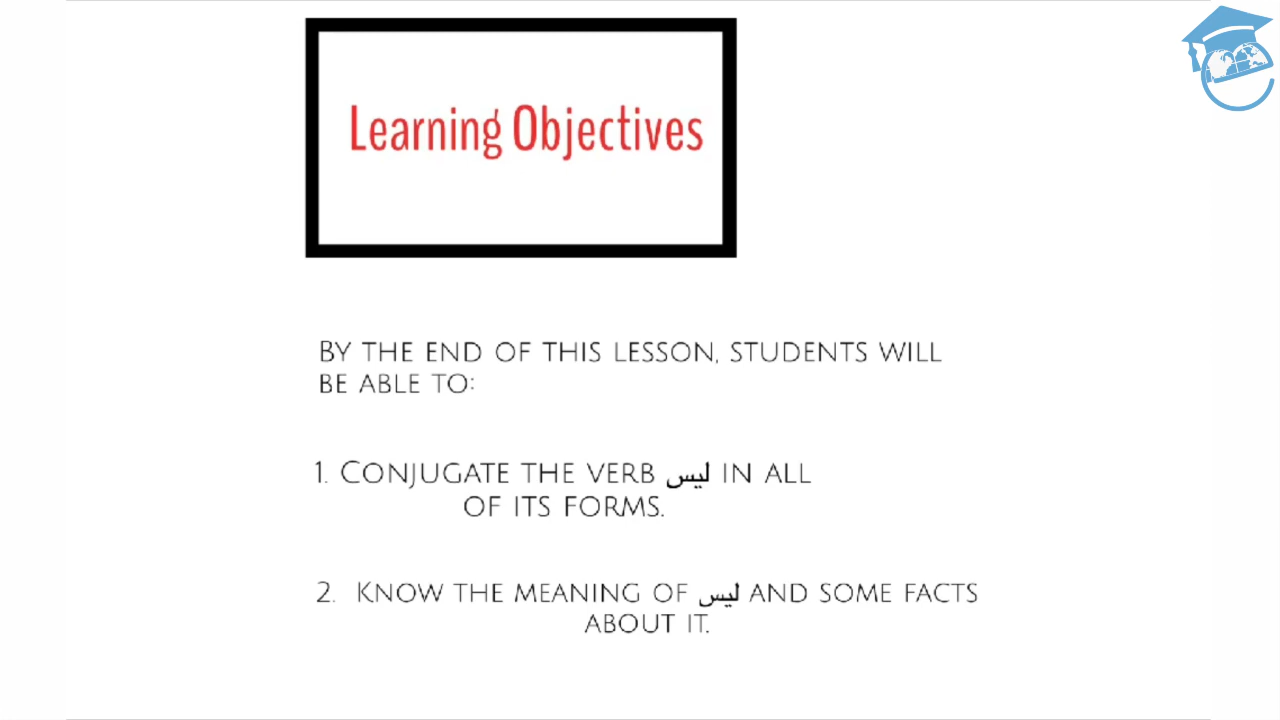 Learning Objectives
By the end of this lesson, students will
be able to:
1. Conjugate the verb ليس in all
of its forms.
2. Know the meaning of ليس and some facts
about it.